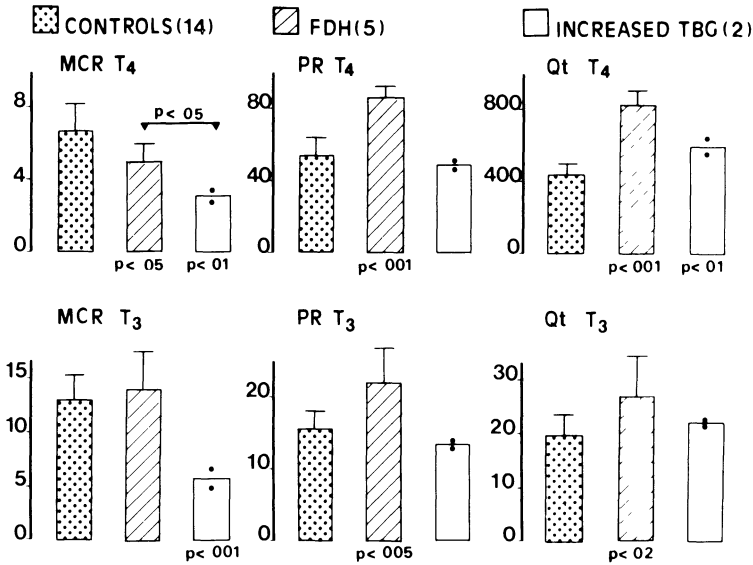 CONTROLS(14) FDH(5) INCREASED TBG(2)
MCR T4 PR T4 Qt T4
8 80 800
p< 05
4 40 400
0 0 0
p< 05 p< 01 p< 001 p< 001 p< 01
MCR T3 PR T3 Qt T3
15 20 30
10 20
5 10 10
0 0 0
p< 001 p< 005 p< 02